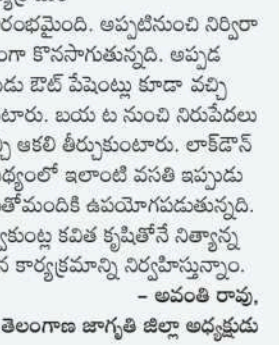 రంభమైంది. అప్పటినుంచి నిర్విరా
గా కొనసాగుతున్నది. అప్పడ
డు ఔట్ పేషెంట్లు కూడా వచ్చి
టారు. బయ ట నుంచి నిరుపేదలు
ఆకలి తీర్చుకుంటారు. లాక్‌డౌన్
థ్యంలో ఇలాంటి వసతి ఇప్పుడు
తోమందికి ఉపయోగపడుతున్నది.
వకుంట్ల కవిత కృషితోనే నిత్యాన్న
న కార్యక్రమాన్ని నిర్వహిస్తున్నాం.
– అవంతి రావు,
తెలంగాణ జాగృతి జిల్లా అధ్యక్షుడు